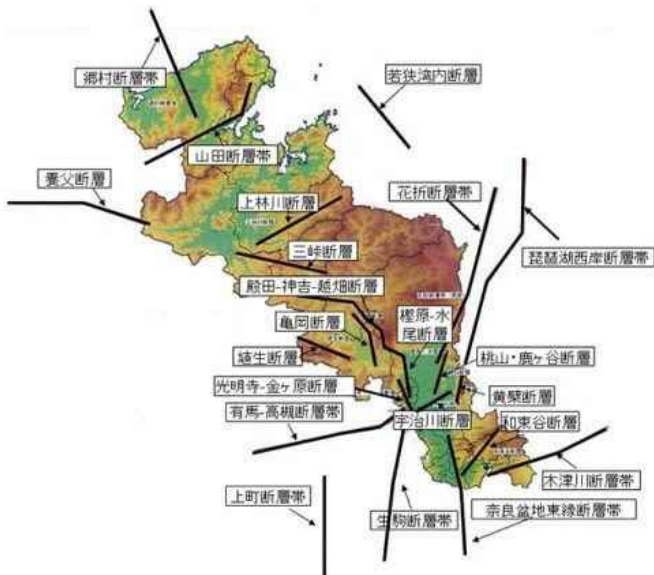 郷村断層帯
若狭湾内断層
山田断層帯
養父断層
花折断層帯
上林川断層
三峠断層
琵琶湖西岸断層帯
殿田-神吉-越畑断層
樫原-水
尾断層
亀岡断層
埴生断層
桃山・鹿ヶ谷断層
光明寺-金ヶ原断層
黄檗断層
有馬-高槻断層帯
宇治川断層
和束谷断層
木津川断層帯
上町断層帯
生駒断層帯
奈良盆地東縁断層帯